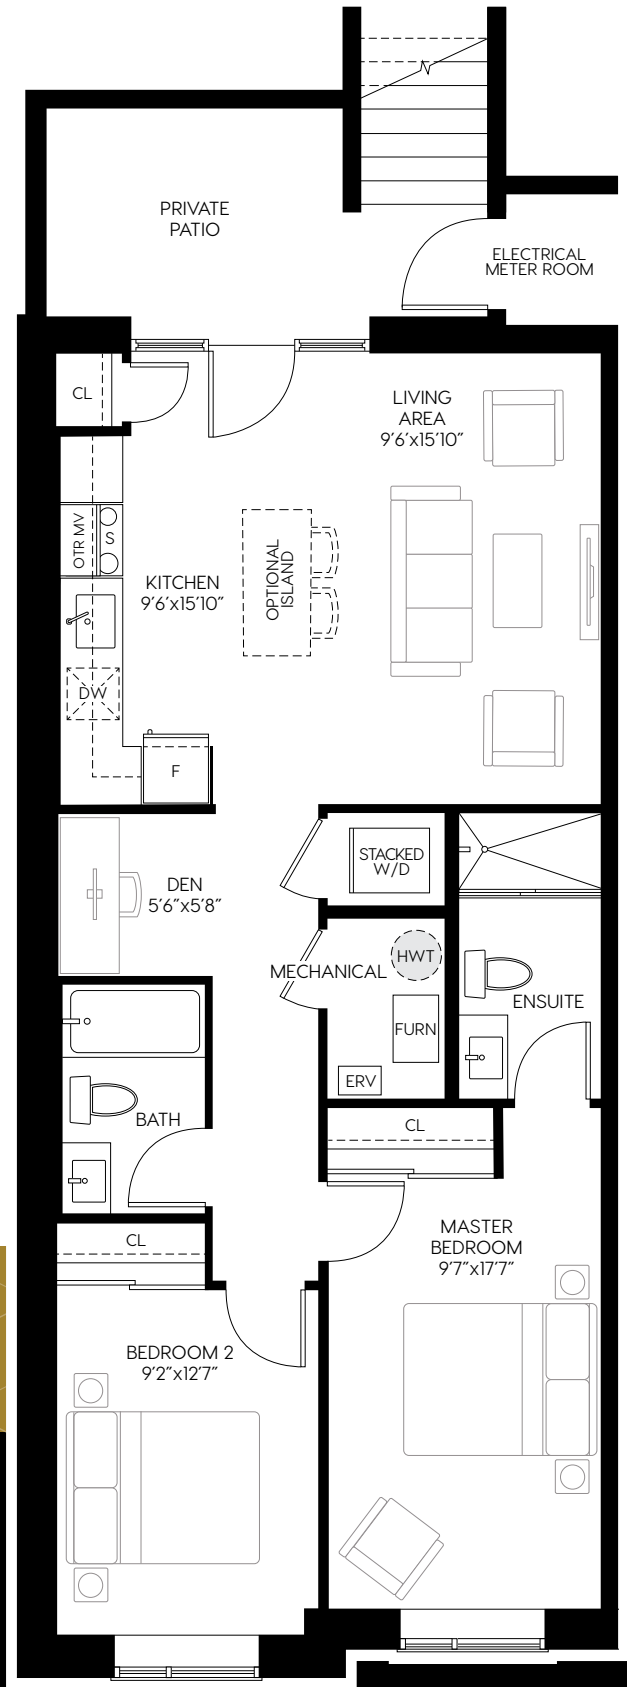 PRIVATE
PATIO
ELECTRICAL
METER ROOM
CL
LIVING
AREA
9'6"x15'10"
OTR MV
S
KITCHEN
9'6"x15'10"
OPTIONAL
ISLAND
DW
F
STACKED
W/D
DEN
5'6"x5'8"
MECHANICAL
HWT
ENSUITE
FURN
ERV
BATH
CL
CL
MASTER
BEDROOM
9'7"x17'7"
BEDROOM 2
9'2"x12'7"